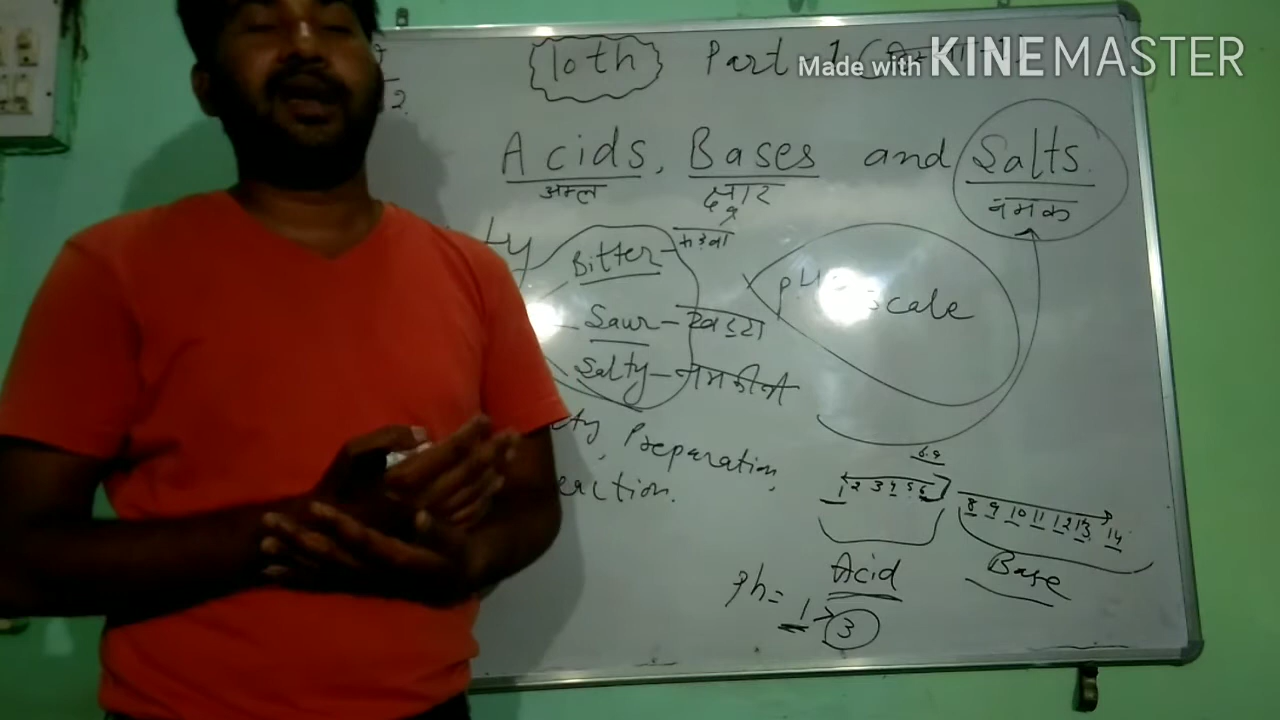 10th Part 1
Made with KINEMASTER
Acids, Bases and Salts
अम्ल क्षार नमक
Bitter -
Saur - खट्टा
Salty - नमकीन
pH scale
Preparation,
6.9
1 2 3 4 5 6
8 9 10 11 12 13 14
Acid Base
Ph = 1 → 3